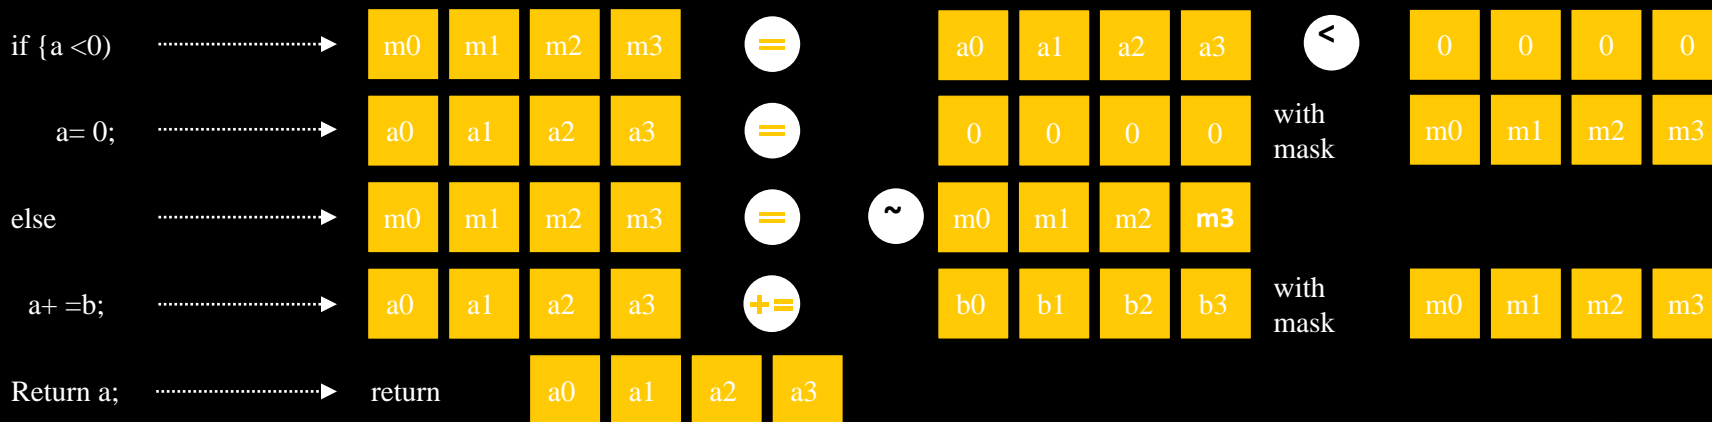 if {a <0) m0 m1 m2 m3 = a0 a1 a2 a3 < 0 0 0 0
a= 0; a0 a1 a2 a3 = 0 0 0 0 with mask m0 m1 m2 m3
else m0 m1 m2 m3 = ~ m0 m1 m2 m3
a+ =b; a0 a1 a2 a3 += b0 b1 b2 b3 with mask m0 m1 m2 m3
Return a; return a0 a1 a2 a3